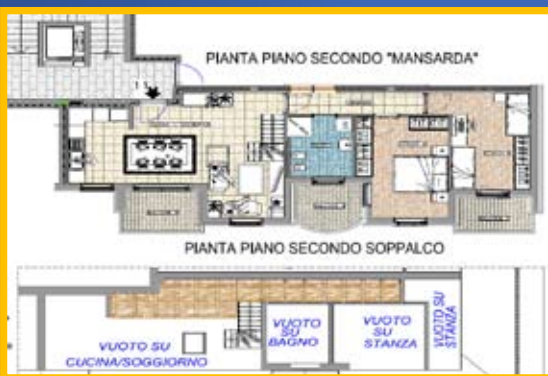 PIANTA PIANO SECONDO "MANSARDA"
PIANTA PIANO SECONDO SOPPALCO
VUOTO SU
CUCINA/SOGGIORNO
VUOTO
SU
BAGNO
VUOTO
SU
STANZA
VUOTO SU
STANZA